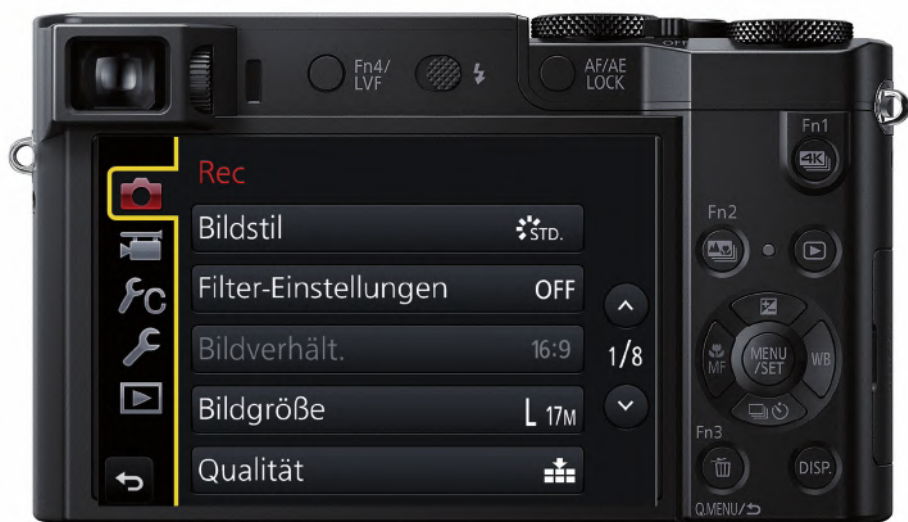 OFF
Fn4/
LVF
AF/AE
LOCK
Fn1
4K
Rec
Fn2
Bildstil STD.
Filter-Einstellungen OFF
Bildverhält. 16:9
1/8
MF
MENU
/SET
WB
Bildgröße L 17M
Fn3
Qualität
DISP.
Q.MENU/